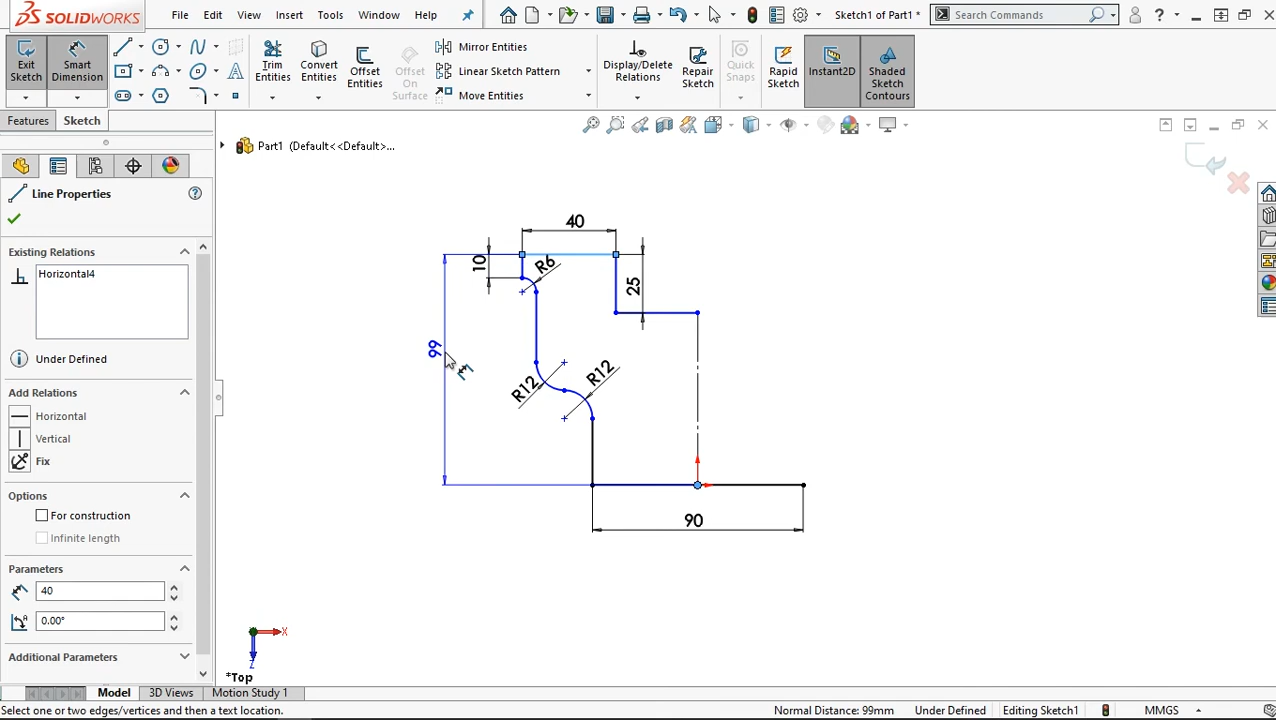 SOLIDWORKS
File Edit View Insert Tools Window Help
Sketch1 of Part1 *
Search Commands
Exit Sketch
Smart Dimension
Trim Entities
Convert Entities
Offset Entities
Offset On Surface
Mirror Entities
Linear Sketch Pattern
Move Entities
Display/Delete Relations
Repair Sketch
Quick Snaps
Rapid Sketch
Instant2D
Shaded Sketch Contours
Features Sketch
Part1 (Default<<Default>...
Line Properties
Existing Relations
Horizontal4
Under Defined
Add Relations
Horizontal
Vertical
Fix
Options
For construction
Infinite length
Parameters
40
0.00°
Additional Parameters
40
10
R6
25
99
R12
R12
90
X
Z
*Top
Model 3D Views Motion Study 1
Select one or two edges/vertices and then a text location.
Normal Distance: 99mm Under Defined Editing Sketch1 MMGS